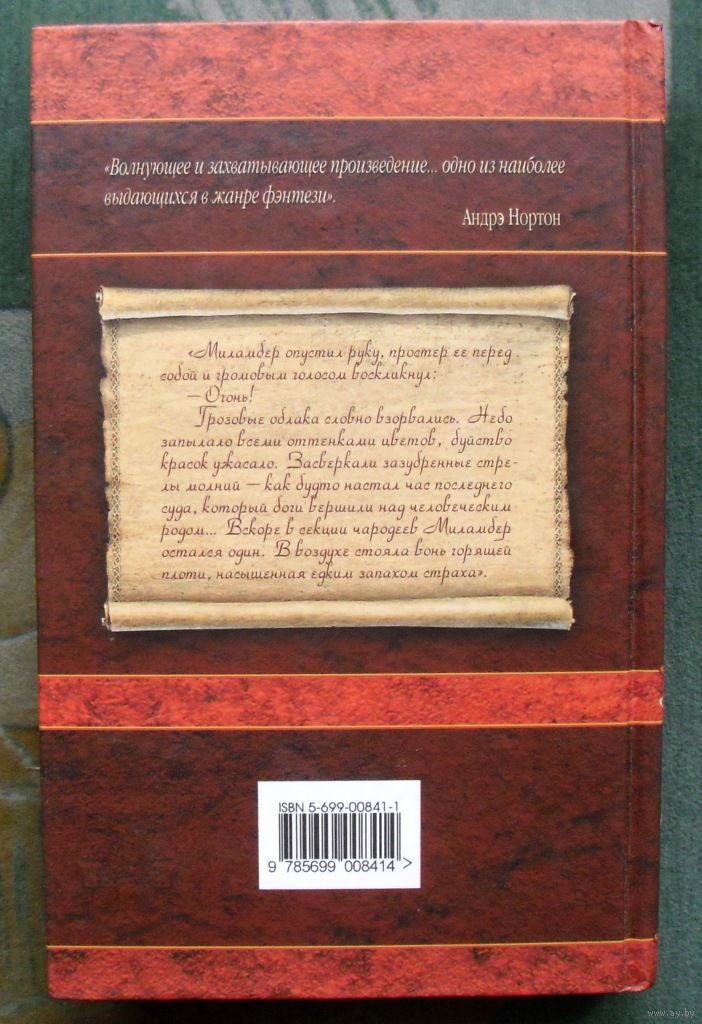 «Волнующее и захватывающее произведение... одно из наиболее
выдающихся в жанре фэнтези».
Андрэ Нортон
«Миламбер опустил руку, простер ее перед
собой и громовым голосом воскликнул:
— Огонь!
Грозовые облака словно взорвались. Небо
запылало всеми оттенками цветов, буйство
красок ужасало. Засверкали зазубренные стре-
лы молний — как будто настал час последнего
суда, который боги вершили над человеческим
родом... Вскоре в секции чародеев Миламбер
остался один. В воздухе стояла вонь горящей
плоти, насыщенная едким запахом страха».
ISBN 5-699-00841-1
9 785699 008414 >
www.ay.by